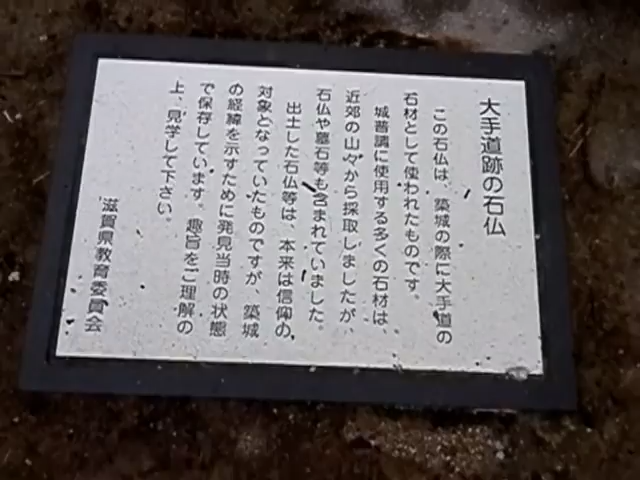 大手道跡の石仏
この石仏は、築城の際に大手道の
石材として使われたものです。
城普請に使用する多くの石材は、
近郊の山々から採取しましたが、
石仏や墓石等も含まれていました。
出土した石仏等は、本来は信仰の
対象となっていたものですが、築城
の経緯を示すために発見当時の状態
で保存しています。趣旨をご理解の
上、見学して下さい。
滋賀県教育委員会